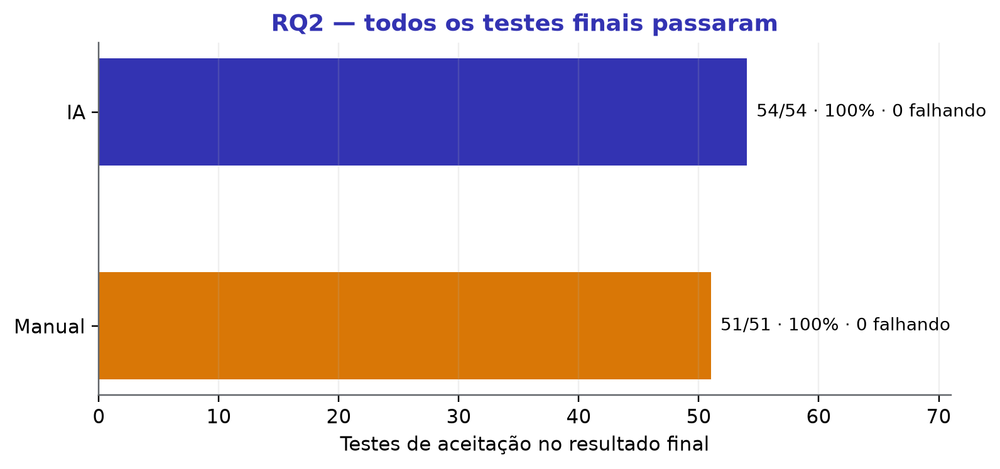 RQ2 — todos os testes finais passaram
IA
54/54 · 100% · 0 falhando
Manual
51/51 · 100% · 0 falhando
0 10 20 30 40 50 60 70
Testes de aceitação no resultado final